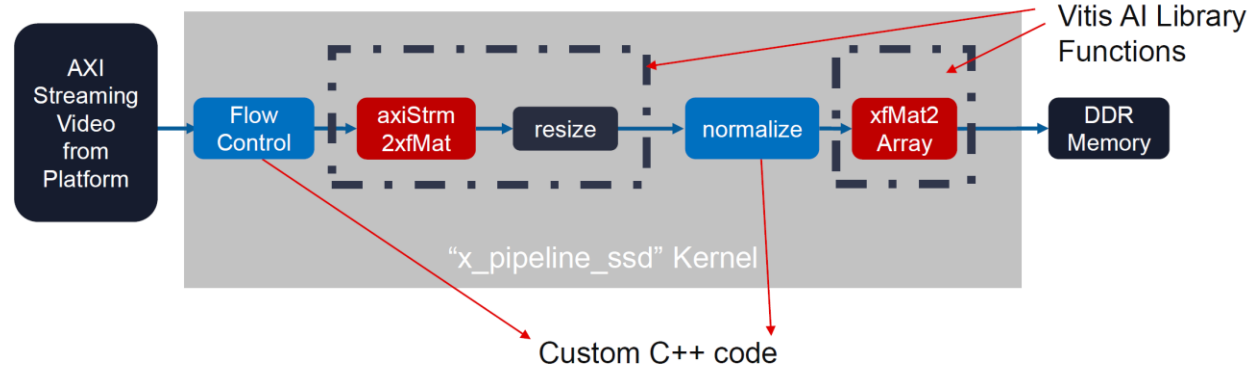 Vitis AI Library
Functions
AXI
Streaming
Video
from
Platform
Flow
Control
axiStrm
2xfMat
resize
normalize
xfMat2
Array
DDR
Memory
“x_pipeline_ssd” Kernel
Custom C++ code